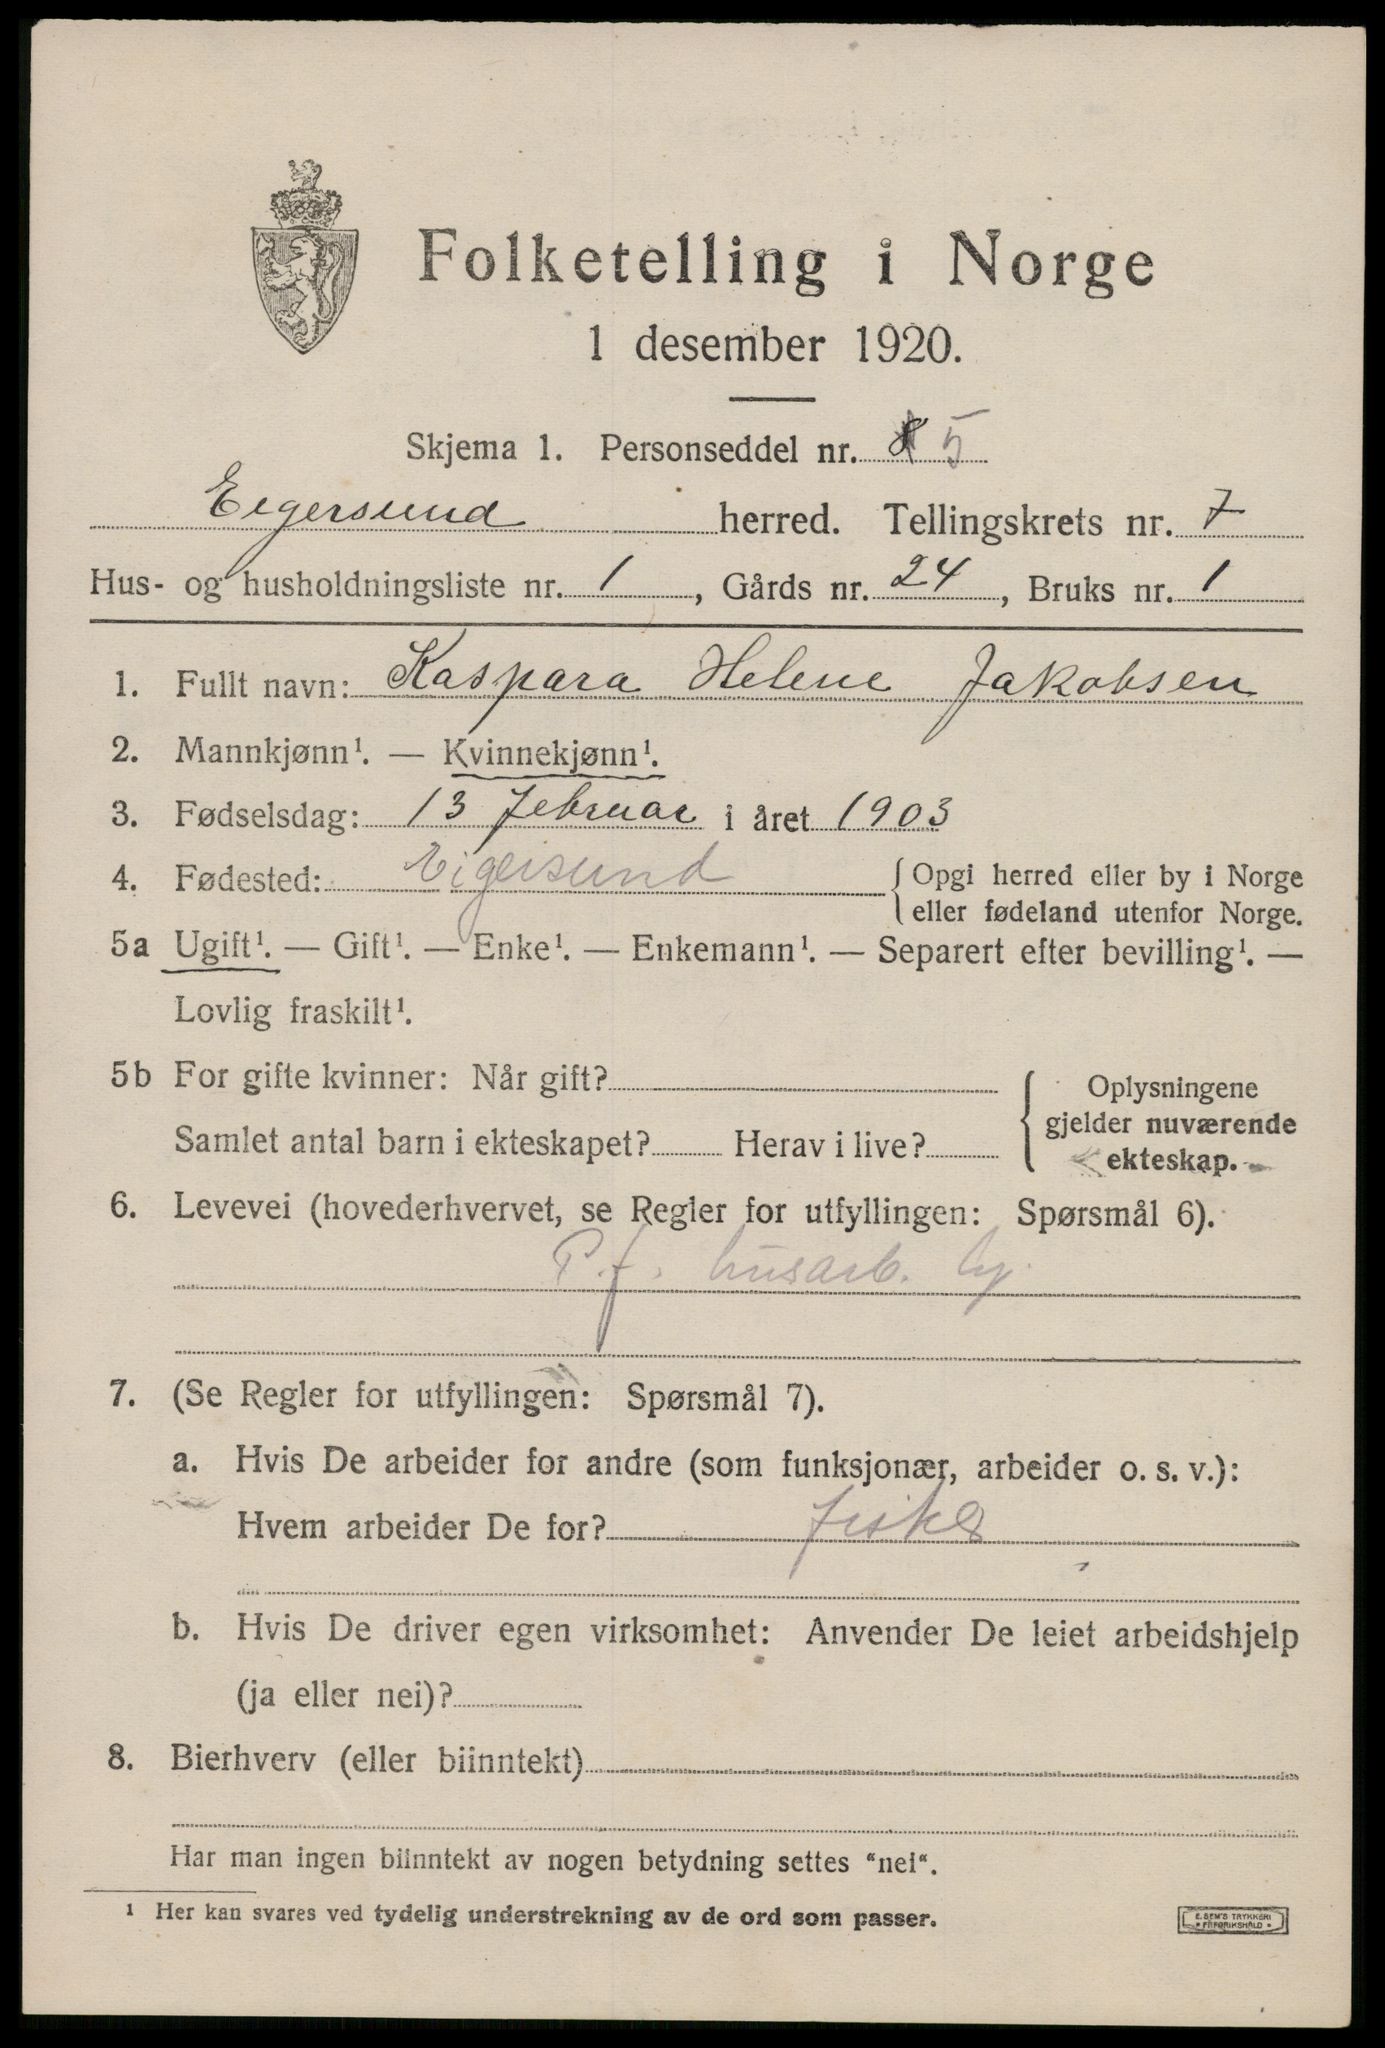 Folketelling i Norge
1 desember 1920.
Skjema 1. Personseddel nr. 5
Eigersund herred. Tellingskrets nr. 7
Hus- og husholdningsliste nr. 1, Gårds nr. 24, Bruks nr. 1
1. Fullt navn: Kaspara Helene Jakobsen
2. Mannkjønn¹. — Kvinnekjønn¹.
3. Fødselsdag: 13 februar i året 1903
4. Fødested: Eigersund { Opgi herred eller by i Norge
eller fødeland utenfor Norge.
5a Ugift¹. — Gift¹. — Enke¹. — Enkemann¹. — Separert efter bevilling¹. —
Lovlig fraskilt¹.
5b For gifte kvinner: Når gift?
Samlet antal barn i ekteskapet? Herav i live?
{ Oplysningene
gjelder nuværende
ekteskap.
6. Levevei (hovederhvervet, se Regler for utfyllingen: Spørsmål 6).
P. f. husarb.
7. (Se Regler for utfyllingen: Spørsmål 7).
a. Hvis De arbeider for andre (som funksjonær, arbeider o. s. v.):
Hvem arbeider De for? fisker
b. Hvis De driver egen virksomhet: Anvender De leiet arbeidshjelp
(ja eller nei)?
8. Bierhverv (eller biinntekt)
Har man ingen biinntekt av nogen betydning settes "nei".
¹ Her kan svares ved tydelig understrekning av de ord som passer.
E. SEM'S TRYKKERI
FREDRIKSHALD